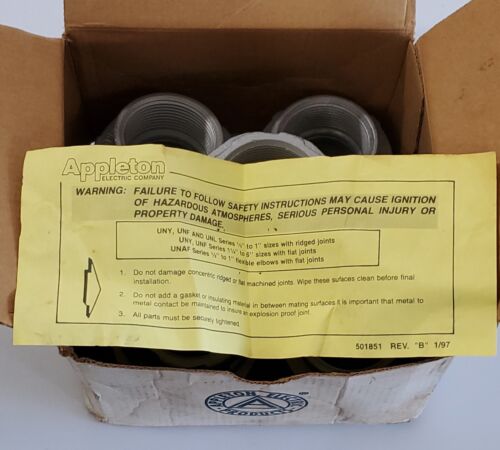 Appleton
ELECTRIC COMPANY
WARNING: FAILURE TO FOLLOW SAFETY INSTRUCTIONS MAY CAUSE IGNITION
OF HAZARDOUS ATMOSPHERES, SERIOUS PERSONAL INJURY OR
PROPERTY DAMAGE.
UNY, UNF AND UNL Series ½" to 1" sizes with ridged joints
UNY, UNF Series 1¼" to 6" sizes with flat joints
UNAF Series ½" to 1" flexible elbows with flat joints
1. Do not damage concentric ridged or flat machined joints. Wipe these surfaces clean before final
installation.
2. Do not add a gasket or insulating material in between mating surfaces it is important that metal to
metal contact be maintained to insure an explosion proof joint.
3. All parts must be securely tightened.
501851 REV. "B" 1/97
APPLETON ELECTRIC
PRODUCTS
®